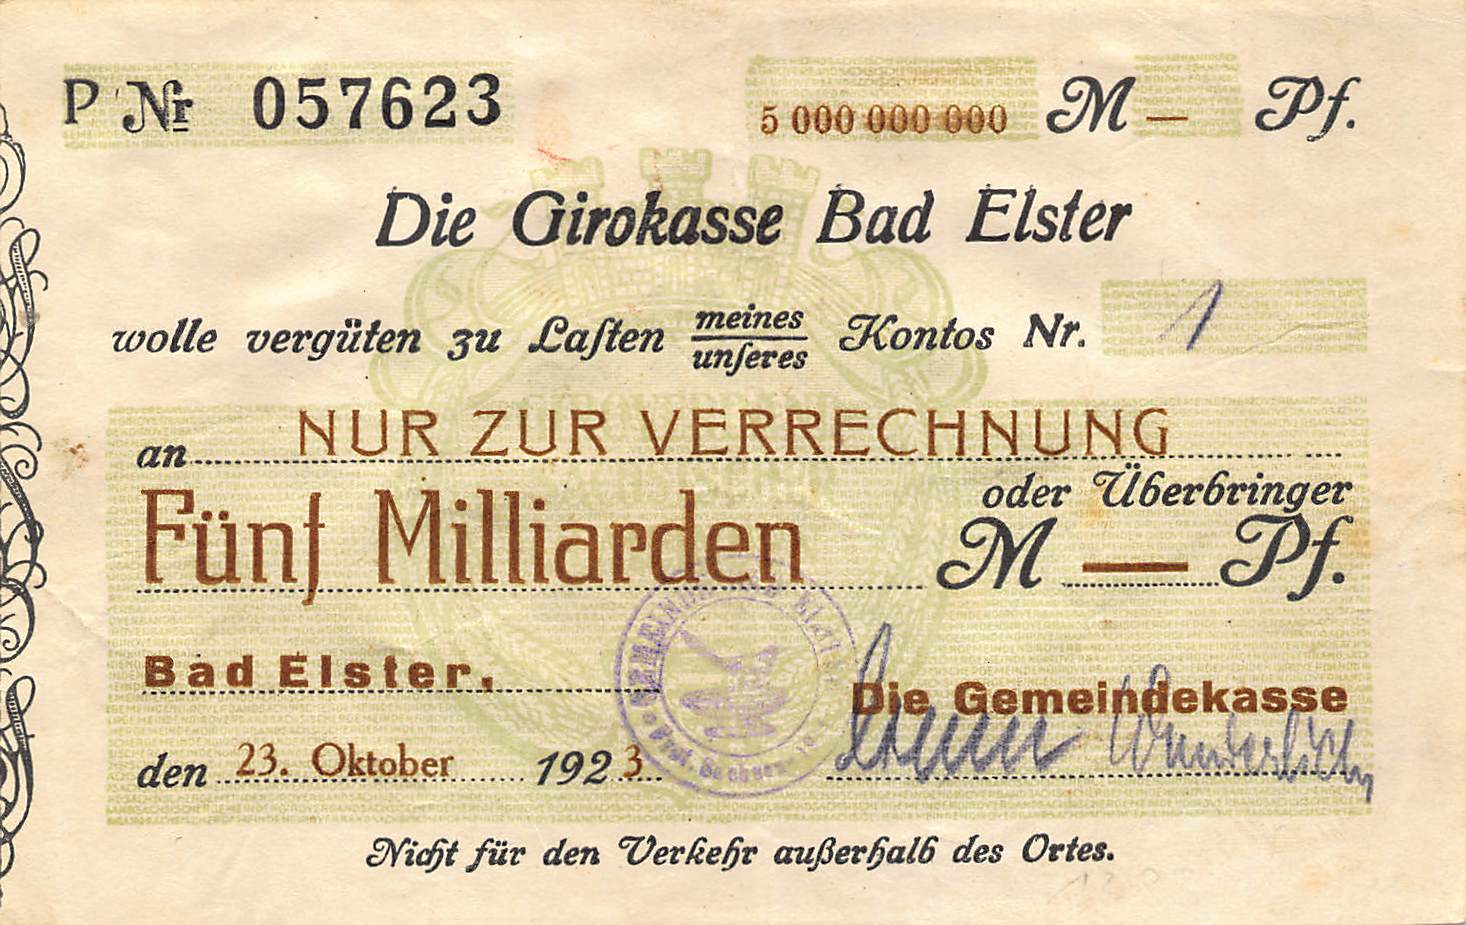 P Nr 057623 5 000 000 000 M — Pf.
Die Girokasse Bad Elster
wolle vergüten zu Laſten meines/unſeres Kontos Nr. 1
an NUR ZUR VERRECHNUNG
oder Überbringer
Fünf Milliarden M — Pf.
Bad Elster,
Die Gemeindekasse
den 23. Oktober 1923
Wunderlich
Nicht für den Verkehr außerhalb des Ortes.